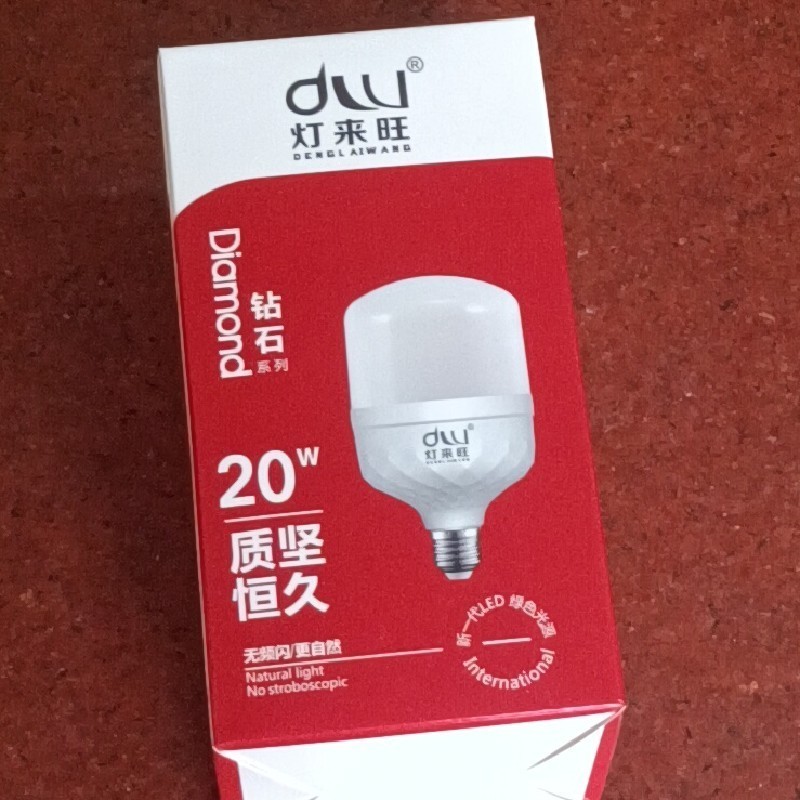 dlw®
灯来旺
DENGLAIWANG
Diamond
钻石
系列
20W
质坚
恒久
无频闪/更自然
Natural light
No stroboscopic
dlw®
灯来旺
DENGLAIWANG
新一代LED 绿色光源
International